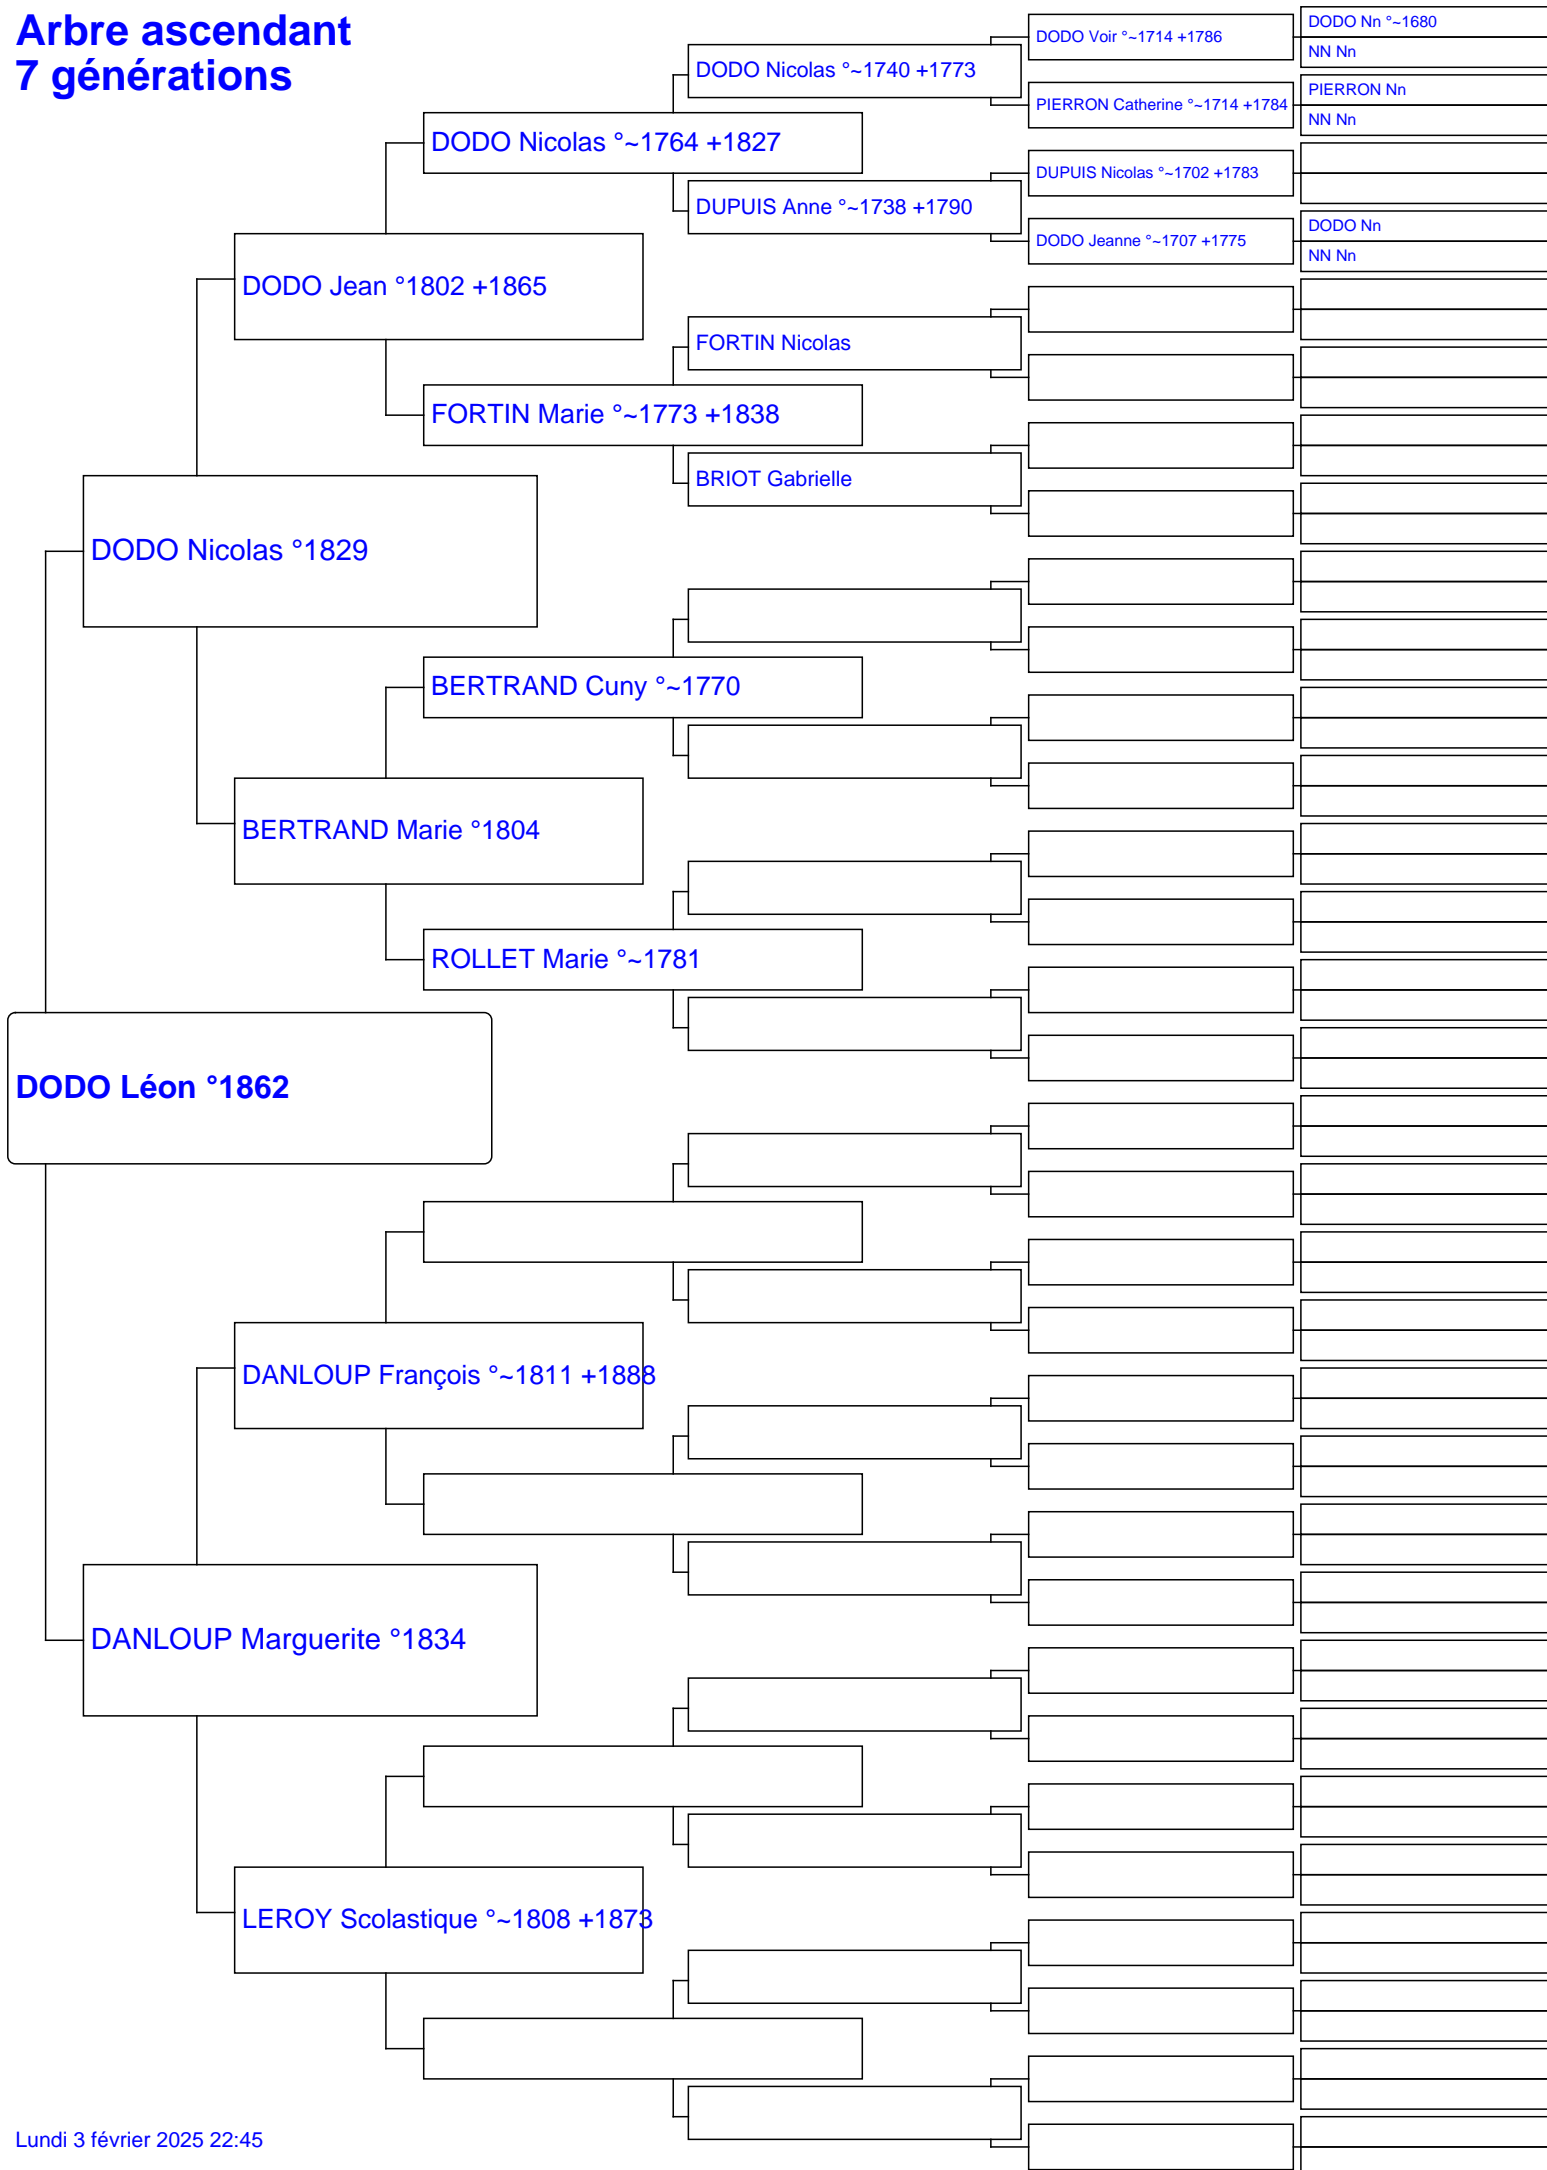 Arbre ascendant
7 générations
DODO Léon °1862
DODO Nicolas °1829
DODO Jean °1802 +1865
DODO Nicolas °~1764 +1827
DODO Nicolas °~1740 +1773
DODO Voir °~1714 +1786
DODO Nn °~1680
NN Nn
PIERRON Catherine °~1714 +1784
PIERRON Nn
NN Nn
DUPUIS Anne °~1738 +1790
DUPUIS Nicolas °~1702 +1783
DODO Jeanne °~1707 +1775
DODO Nn
NN Nn
FORTIN Marie °~1773 +1838
FORTIN Nicolas
BRIOT Gabrielle
BERTRAND Marie °1804
BERTRAND Cuny °~1770
ROLLET Marie °~1781
DANLOUP Marguerite °1834
DANLOUP François °~1811 +1888
LEROY Scolastique °~1808 +1873
Lundi 3 février 2025 22:45